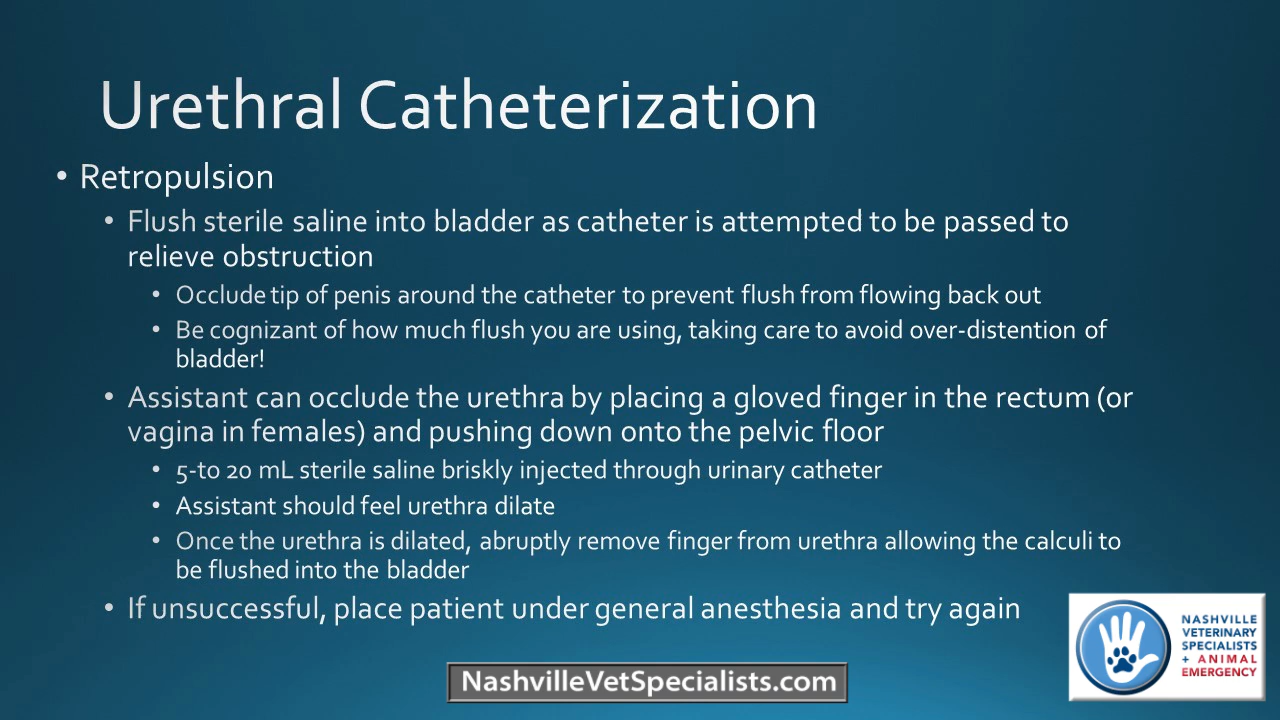 Urethral Catheterization
• Retropulsion
• Flush sterile saline into bladder as catheter is attempted to be passed to
relieve obstruction
• Occlude tip of penis around the catheter to prevent flush from flowing back out
• Be cognizant of how much flush you are using, taking care to avoid over-distention of
bladder!
• Assistant can occlude the urethra by placing a gloved finger in the rectum (or
vagina in females) and pushing down onto the pelvic floor
• 5-to 20 mL sterile saline briskly injected through urinary catheter
• Assistant should feel urethra dilate
• Once the urethra is dilated, abruptly remove finger from urethra allowing the calculi to
be flushed into the bladder
• If unsuccessful, place patient under general anesthesia and try again
NASHVILLE
VETERINARY
SPECIALISTS
+ ANIMAL
EMERGENCY
NashvilleVetSpecialists.com